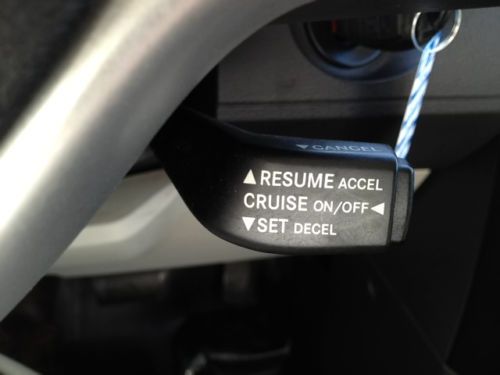 ▼CANCEL
▲RESUME ACCEL
CRUISE ON/OFF◀
▼SET DECEL